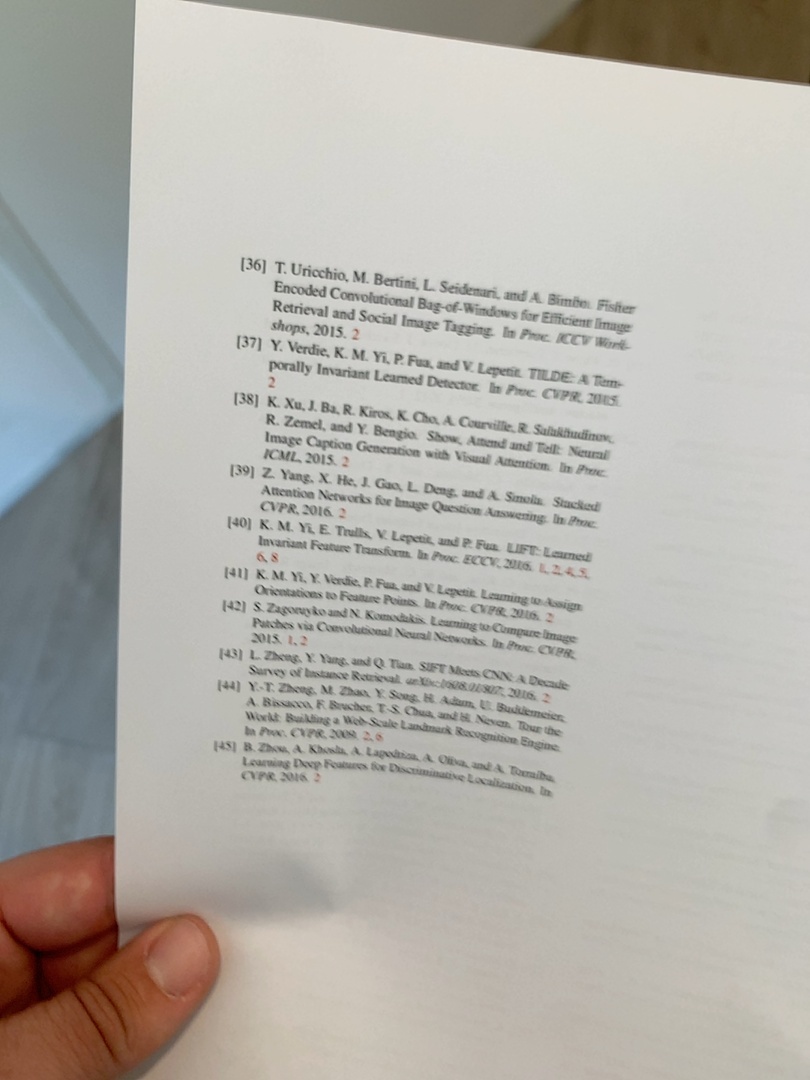 [36] T. Uricchio, M. Bertini, L. Seidenari, and A. Bimbo. Fisher
Encoded Convolutional Bag-of-Windows for Efficient Image
Retrieval and Social Image Tagging. In Proc. ICCV Work-
shops, 2015. 2
[37] Y. Verdie, K. M. Yi, P. Fua, and V. Lepetit. TILDE: A Tem-
porally Invariant Learned Detector. In Proc. CVPR, 2015.
2
[38] K. Xu, J. Ba, R. Kiros, K. Cho, A. Courville, R. Salakhudinov,
R. Zemel, and Y. Bengio. Show, Attend and Tell: Neural
Image Caption Generation with Visual Attention. In Proc.
ICML, 2015. 2
[39] Z. Yang, X. He, J. Gao, L. Deng, and A. Smola. Stacked
Attention Networks for Image Question Answering. In Proc.
CVPR, 2016. 2
[40] K. M. Yi, E. Trulls, V. Lepetit, and P. Fua. LIFT: Learned
Invariant Feature Transform. In Proc. ECCV, 2016. 1, 2, 4, 5,
6, 8
[41] K. M. Yi, Y. Verdie, P. Fua, and V. Lepetit. Learning to Assign
Orientations to Feature Points. In Proc. CVPR, 2016. 2
[42] S. Zagoruyko and N. Komodakis. Learning to Compare Image
Patches via Convolutional Neural Networks. In Proc. CVPR,
2015. 1, 2
[43] L. Zheng, Y. Yang, and Q. Tian. SIFT Meets CNN: A Decade
Survey of Instance Retrieval. arXiv:1608.01807, 2016. 2
[44] Y.-T. Zheng, M. Zhao, Y. Song, H. Adam, U. Buddemeier,
A. Bissacco, F. Brucher, T.-S. Chua, and H. Neven. Tour the
World: Building a Web-Scale Landmark Recognition Engine.
In Proc. CVPR, 2009. 2, 6
[45] B. Zhou, A. Khosla, A. Lapedriza, A. Oliva, and A. Torralba.
Learning Deep Features for Discriminative Localization. In
CVPR, 2016. 2